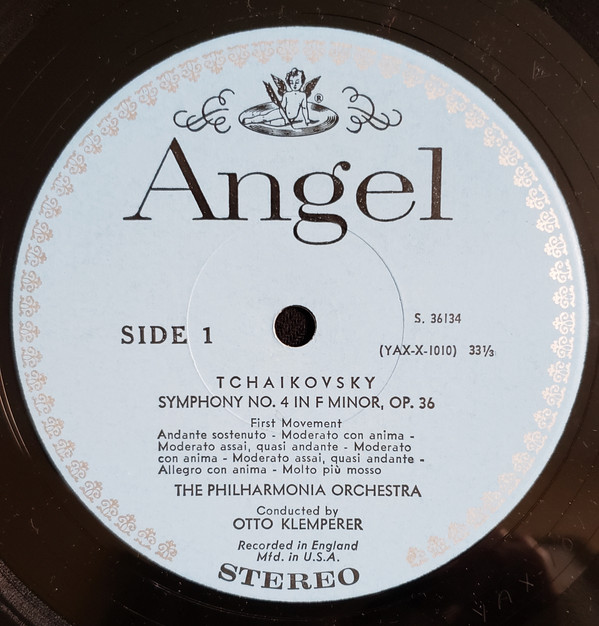 ®
Angel
SIDE 1
S. 36134
(YAX-X-1010) 33⅓
TCHAIKOVSKY
SYMPHONY NO. 4 IN F MINOR, OP. 36
First Movement
Andante sostenuto - Moderato con anima -
Moderato assai, quasi andante - Moderato
con anima - Moderato assai, quasi andante -
Allegro con anima - Molto più mosso
THE PHILHARMONIA ORCHESTRA
Conducted by
OTTO KLEMPERER
Recorded in England
Mfd. in U.S.A.
STEREO
YAX